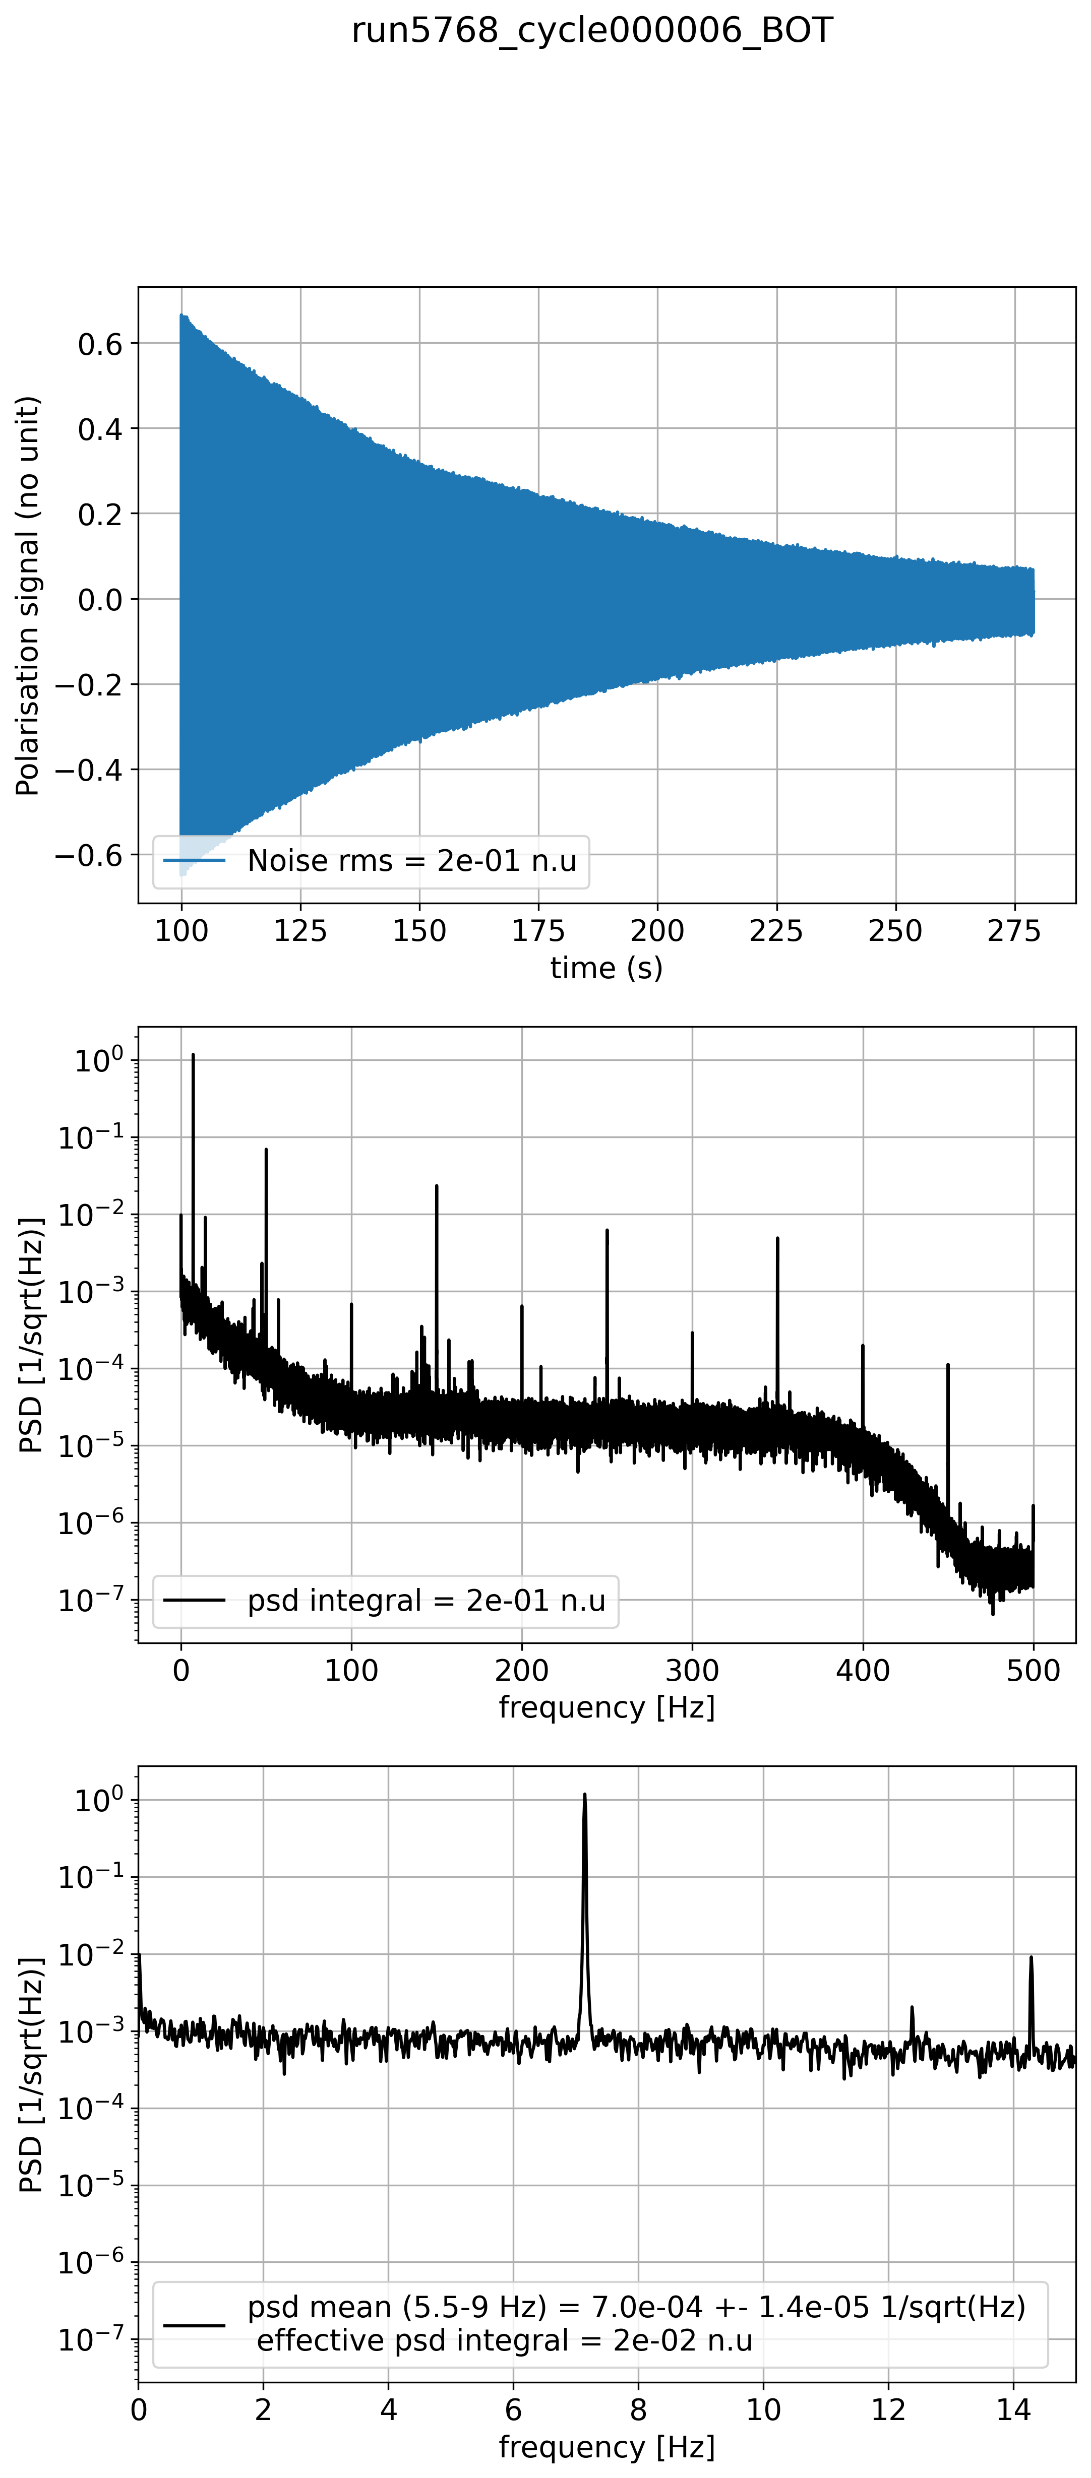 run5768_cycle000006_BOT
Polarisation signal (no unit)
0.6
0.4
0.2
0.0
−0.2
−0.4
−0.6
Noise rms = 2e-01 n.u
100 125 150 175 200 225 250 275
time (s)
PSD [1/sqrt(Hz)]
10⁰
10⁻¹
10⁻²
10⁻³
10⁻⁴
10⁻⁵
10⁻⁶
10⁻⁷
psd integral = 2e-01 n.u
0 100 200 300 400 500
frequency [Hz]
PSD [1/sqrt(Hz)]
10⁰
10⁻¹
10⁻²
10⁻³
10⁻⁴
10⁻⁵
10⁻⁶
10⁻⁷
psd mean (5.5-9 Hz) = 7.0e-04 +- 1.4e-05 1/sqrt(Hz)
effective psd integral = 2e-02 n.u
0 2 4 6 8 10 12 14
frequency [Hz]